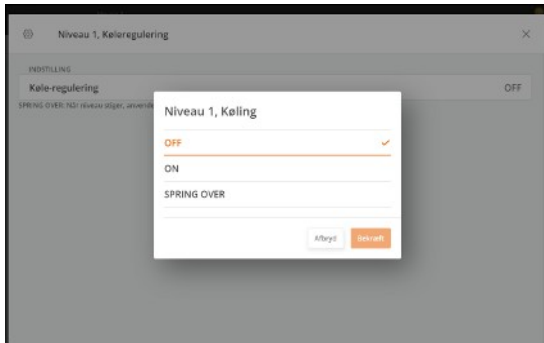 Niveau 1, Køleregulering
INDSTILLING
Køle-regulering
OFF
SPRING OVER: Når niveau stiger, anvende
Niveau 1, Køling
OFF
ON
SPRING OVER
Afbryd
Bekræft